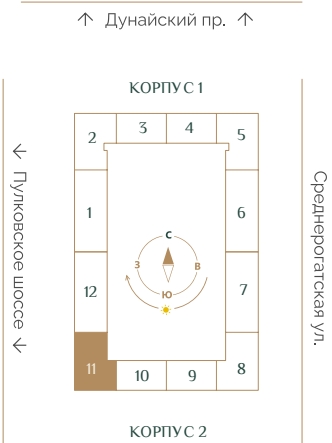 ↑ Дунайский пр. ↑
КОРПУС 1
2 3 4 5
1 6
12 7
11 10 9 8
С
З В
Ю
КОРПУС 2
← Пулковское шоссе ←
Среднерогатская ул.